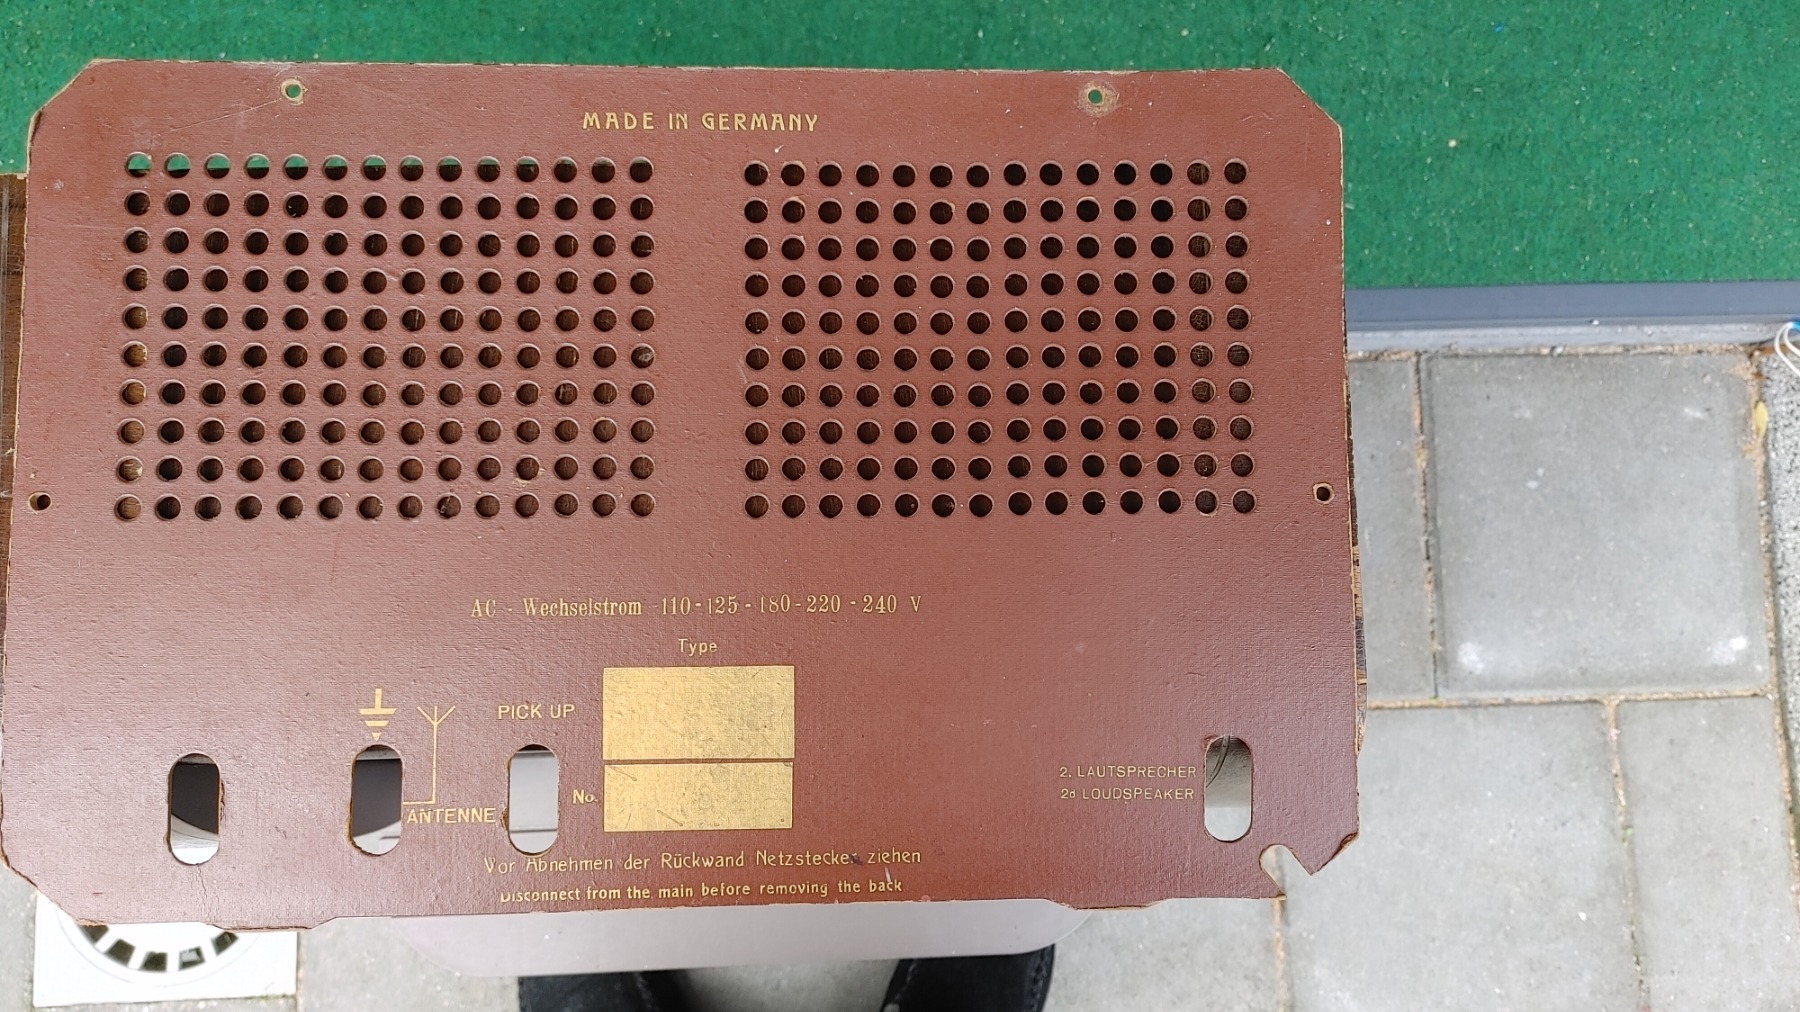 MADE IN GERMANY
AC - Wechselstrom 110-125-180-220-240 V
Type
PICK UP
No.
ANTENNE
2. LAUTSPRECHER
2d LOUDSPEAKER
Vor Abnehmen der Rückwand Netzstecker ziehen
Disconnect from the main before removing the back